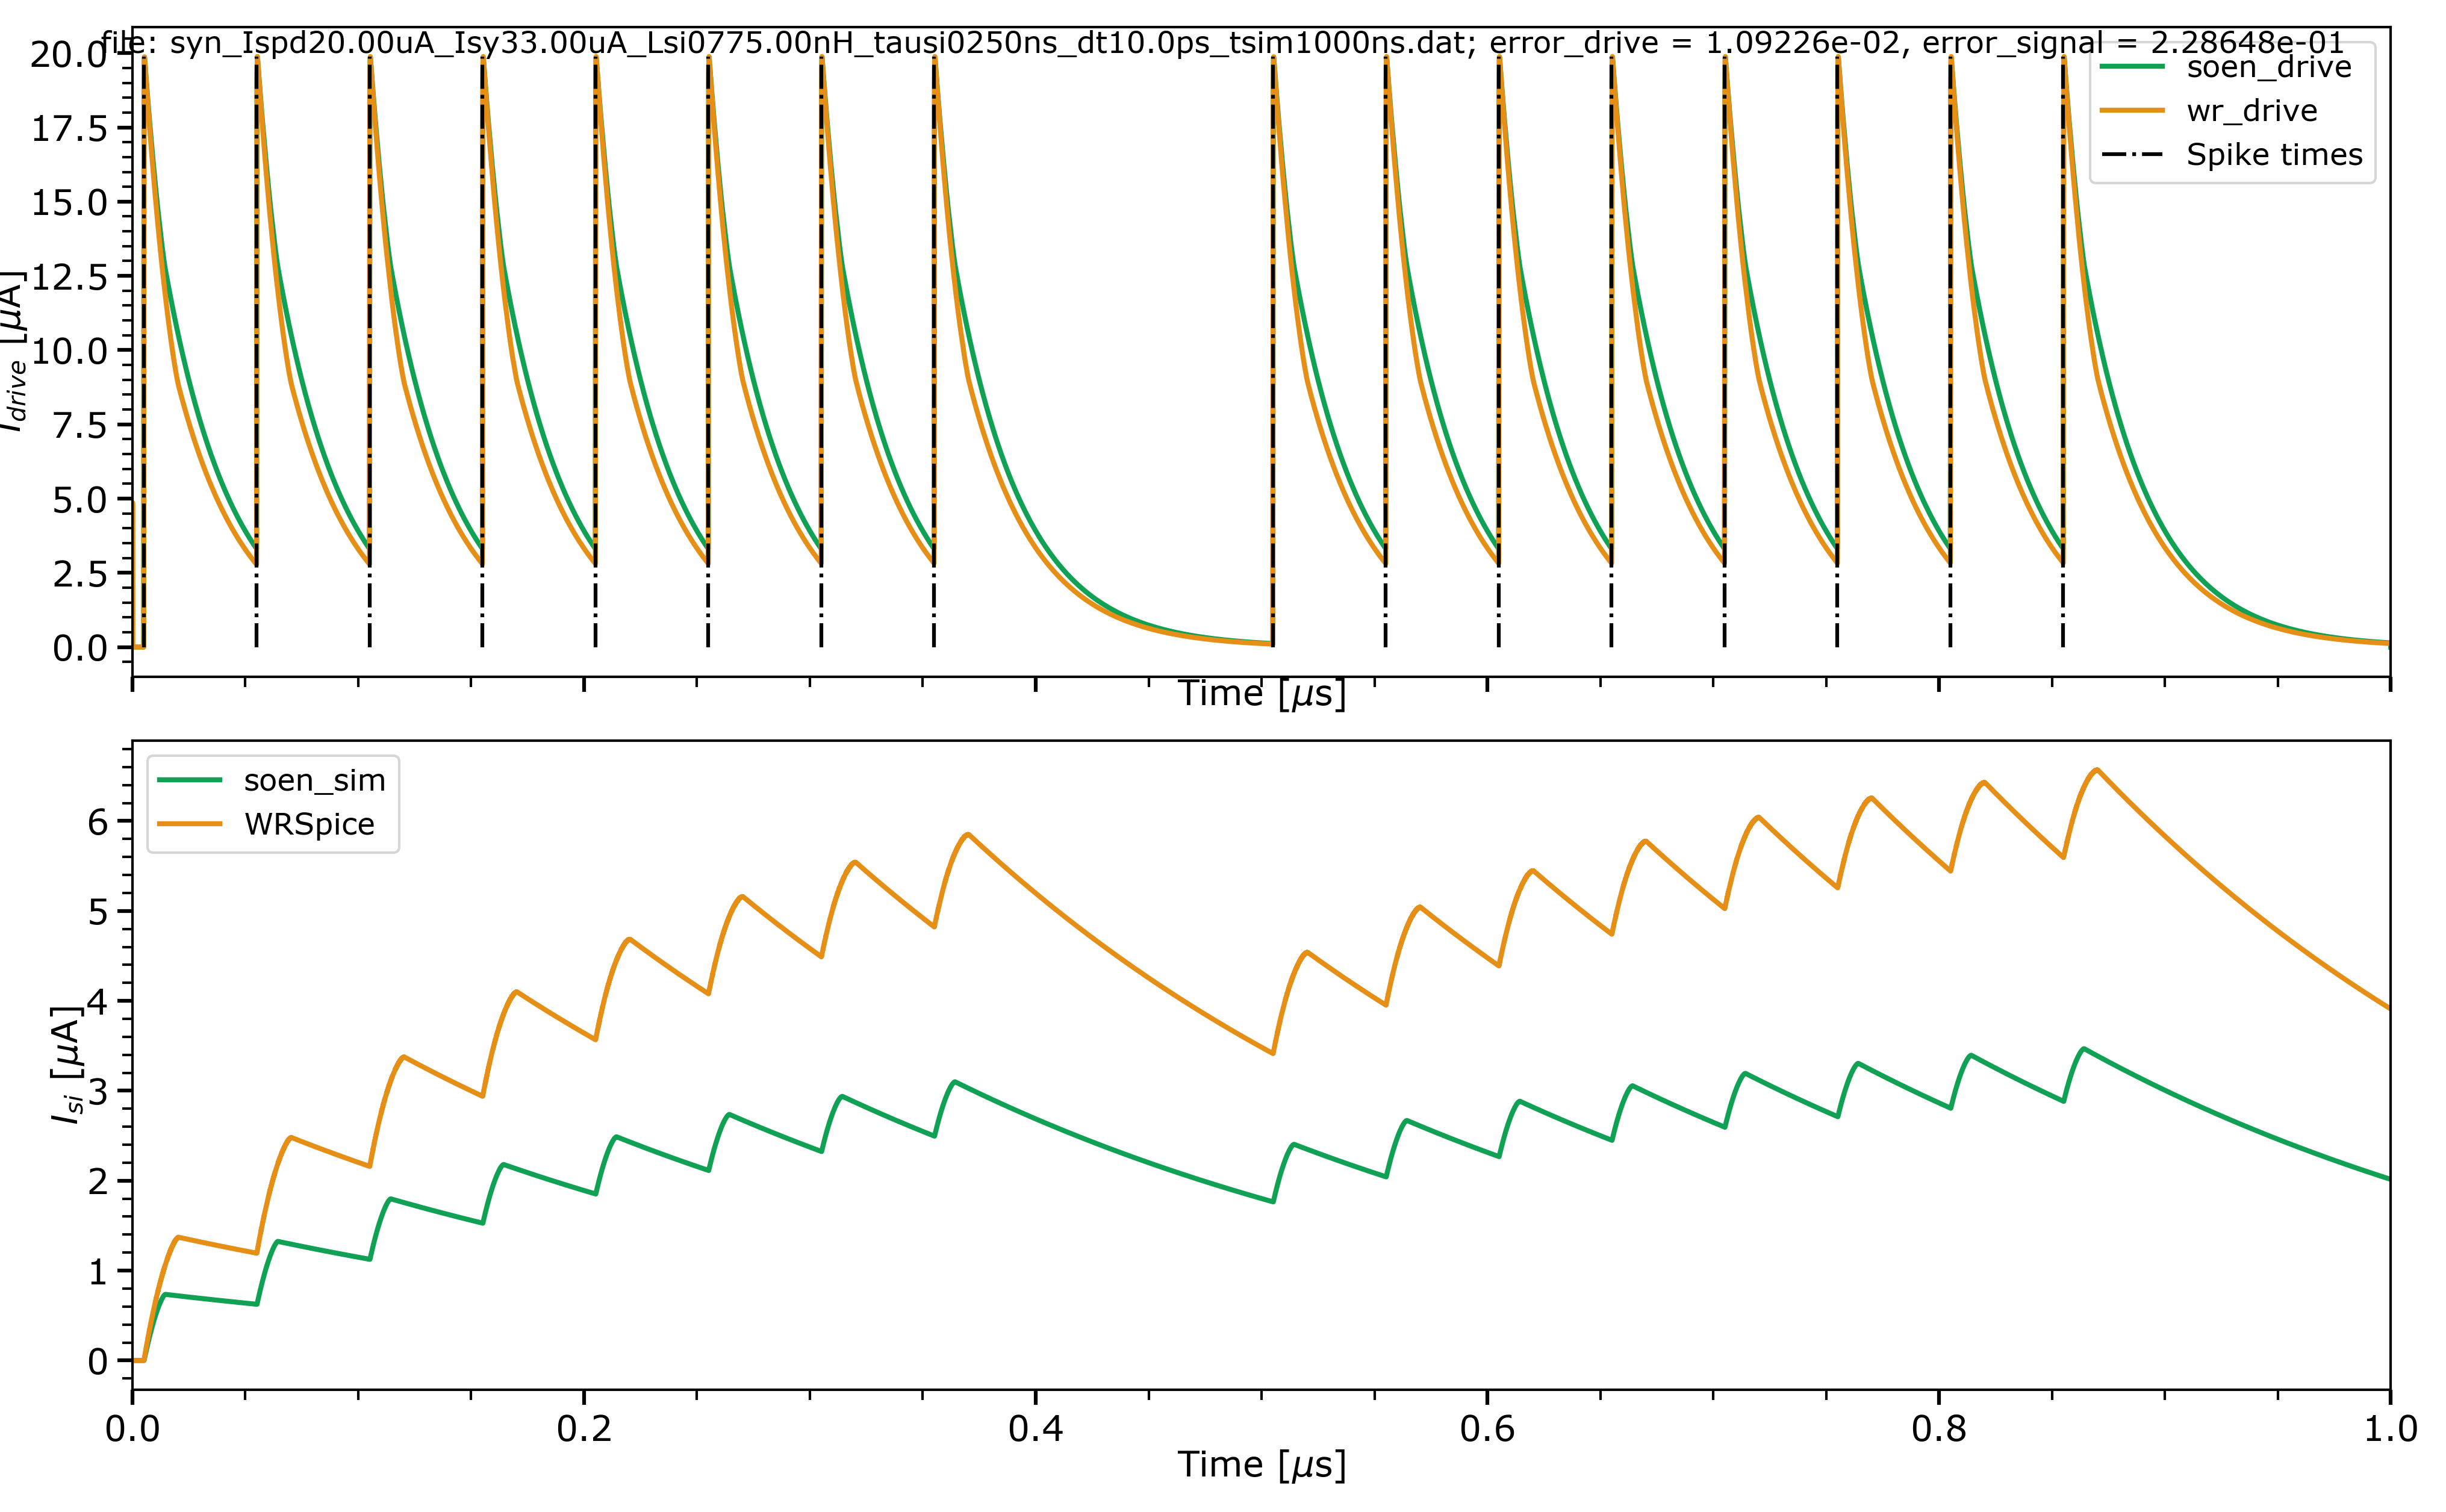 file: syn_Ispd20.00uA_Isy33.00uA_Lsi0775.00nH_tausi0250ns_dt10.0ps_tsim1000ns.dat; error_drive = 1.09226e-02, error_signal = 2.28648e-01
soen_drive
wr_drive
Spike times
20.0
17.5
15.0
12.5
10.0
7.5
5.0
2.5
0.0
I_drive [μA]
Time [μs]
soen_sim
WRSpice
6
5
4
3
2
1
0
I_si [μA]
0.0 0.2 0.4 0.6 0.8 1.0
Time [μs]